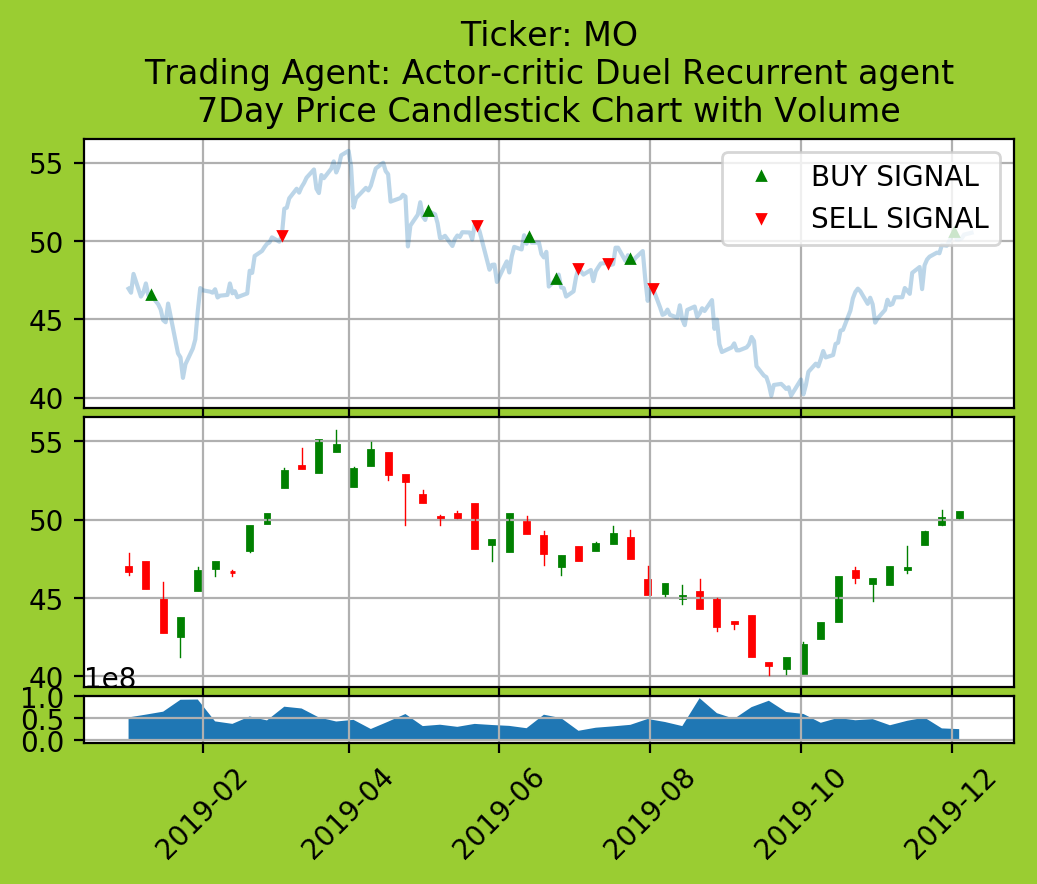 Ticker: MO
Trading Agent: Actor-critic Duel Recurrent agent
7Day Price Candlestick Chart with Volume
55
50
45
40
BUY SIGNAL
SELL SIGNAL
55
50
45
40
1e8
1.0
0.5
0.0
2019-02
2019-04
2019-06
2019-08
2019-10
2019-12